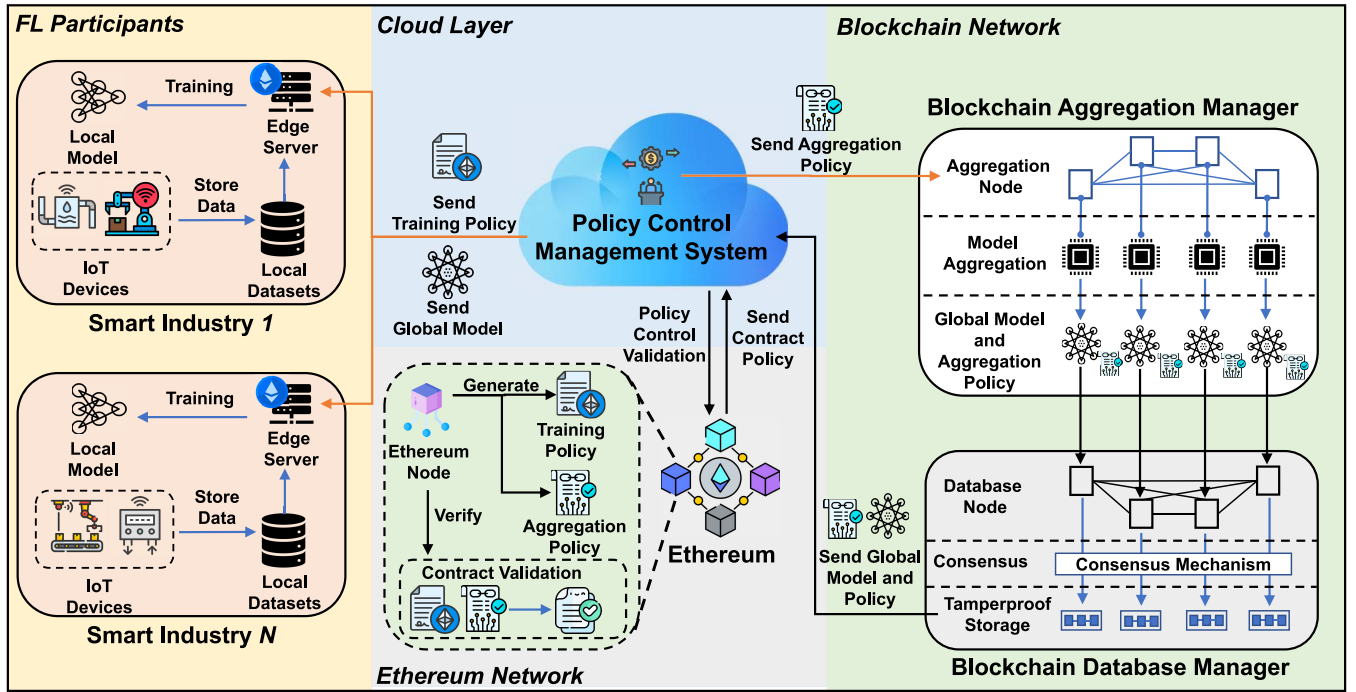 FL Participants
Training
Local
Model
Edge
Server
Store
Data
IoT
Devices
Local
Datasets
Smart Industry 1
Training
Local
Model
Edge
Server
Store
Data
IoT
Devices
Local
Datasets
Smart Industry N
Cloud Layer
Send
Training Policy
Send
Global Model
Policy Control
Management System
Send Aggregation
Policy
Policy
Control
Validation
Send
Contract
Policy
Generate
Ethereum
Node
Training
Policy
Aggregation
Policy
Verify
Contract Validation
Ethereum
Ethereum Network
Blockchain Network
Blockchain Aggregation Manager
Aggregation
Node
Model
Aggregation
Global Model
and
Aggregation
Policy
Database
Node
Consensus
Consensus Mechanism
Tamperproof
Storage
Send Global
Model and
Policy
Blockchain Database Manager